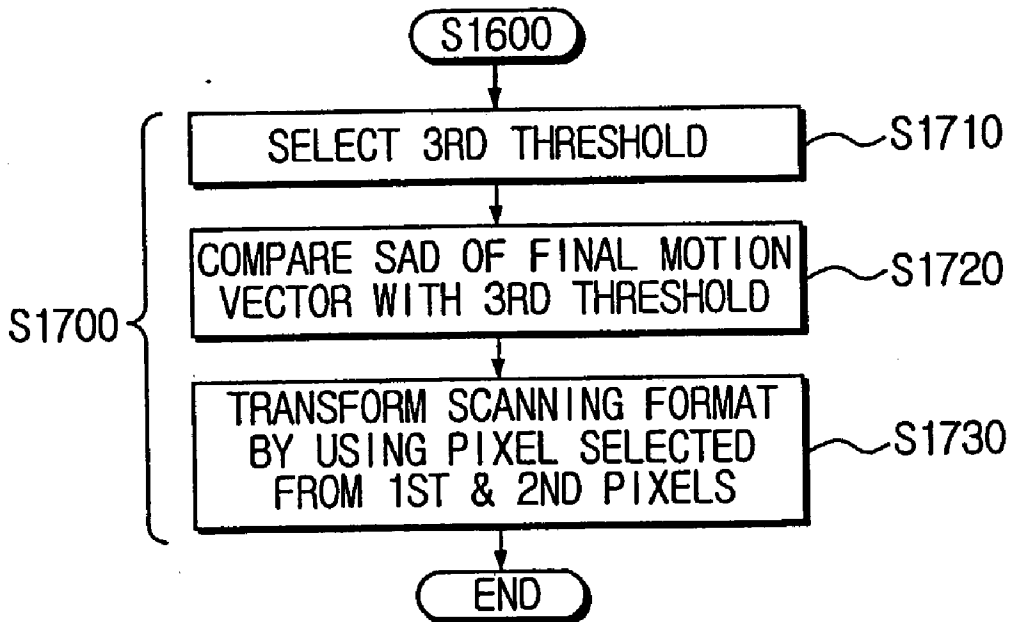 S1600
SELECT 3RD THRESHOLD
S1710
COMPARE SAD OF FINAL MOTION
VECTOR WITH 3RD THRESHOLD
S1720
S1700
TRANSFORM SCANNING FORMAT
BY USING PIXEL SELECTED
FROM 1ST & 2ND PIXELS
S1730
END